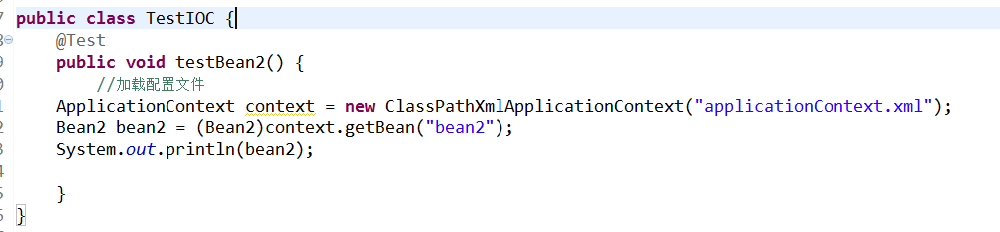 public class TestIOC {
@Test
public void testBean2() {
//加载配置文件
ApplicationContext context = new ClassPathXmlApplicationContext("applicationContext.xml");
Bean2 bean2 = (Bean2)context.getBean("bean2");
System.out.println(bean2);
}
}